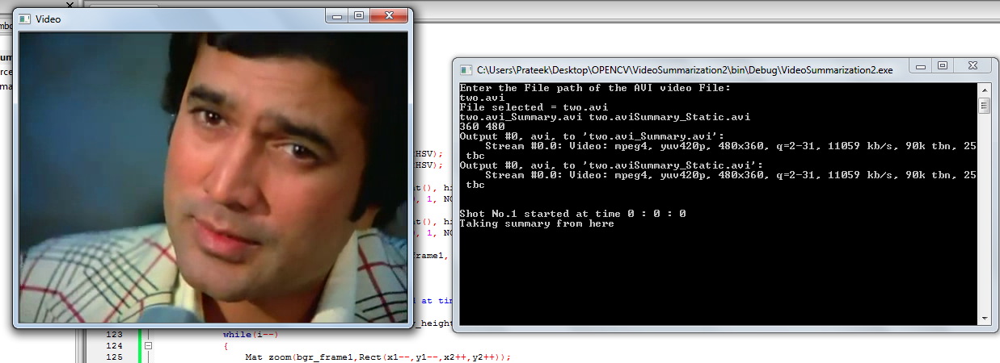 Video
C:\Users\Prateek\Desktop\OPENCV\VideoSummarization2\bin\Debug\VideoSummarization2.exe
Enter the File path of the AVI video File:
two.avi
File selected = two.avi
two.avi_Summary.avi two.aviSummary_Static.avi
360 480
Output #0, avi, to 'two.avi_Summary.avi':
Stream #0.0: Video: mpeg4, yuv420p, 480x360, q=2-31, 11059 kb/s, 90k tbn, 25
tbc
Output #0, avi, to 'two.aviSummary_Static.avi':
Stream #0.0: Video: mpeg4, yuv420p, 480x360, q=2-31, 11059 kb/s, 90k tbn, 25
tbc
Shot No.1 started at time 0 : 0 : 0
Taking summary from here
HSV);
HSV);
at(), hi
, 1, NO
at(), hi
, 1, NO
frame1,
d at tim
y_height
123 while(i--)
124 {
125 Mat zoom(bgr_frame1,Rect(x1--,y1--,x2++,y2++));